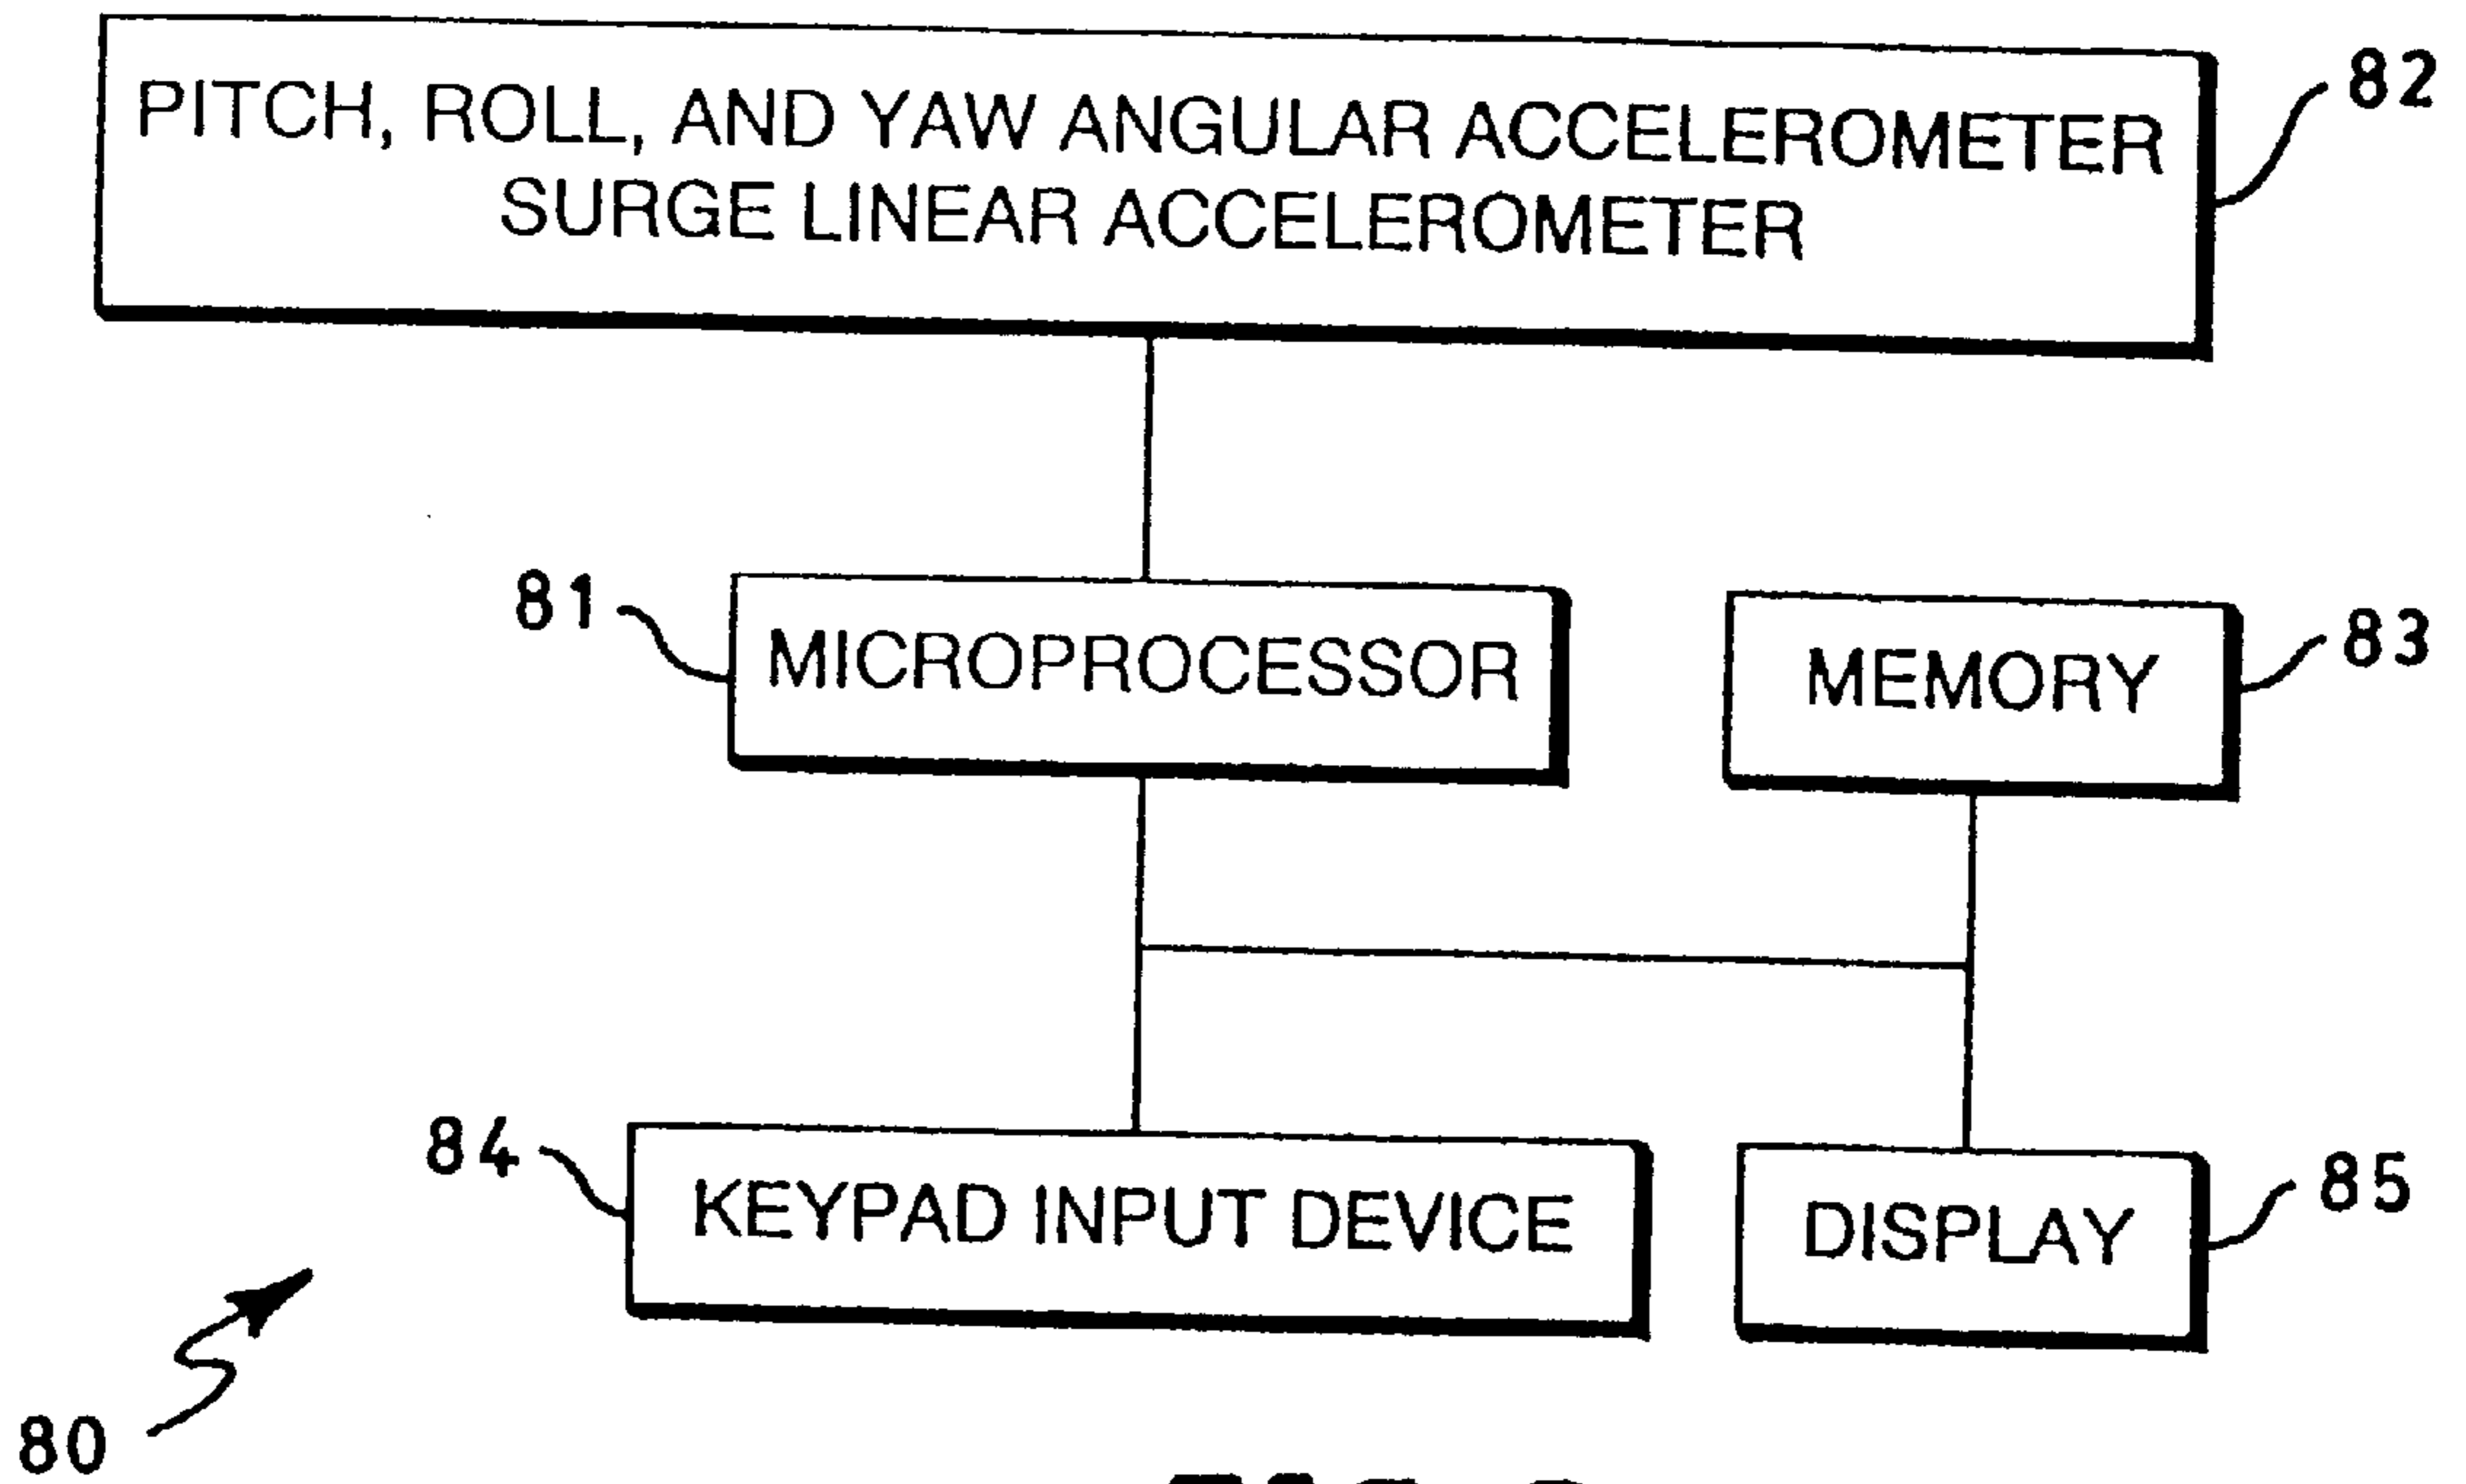 PITCH, ROLL, AND YAW ANGULAR ACCELEROMETER
SURGE LINEAR ACCELEROMETER
82
81
MICROPROCESSOR
MEMORY
83
84
KEYPAD INPUT DEVICE
DISPLAY
85
80